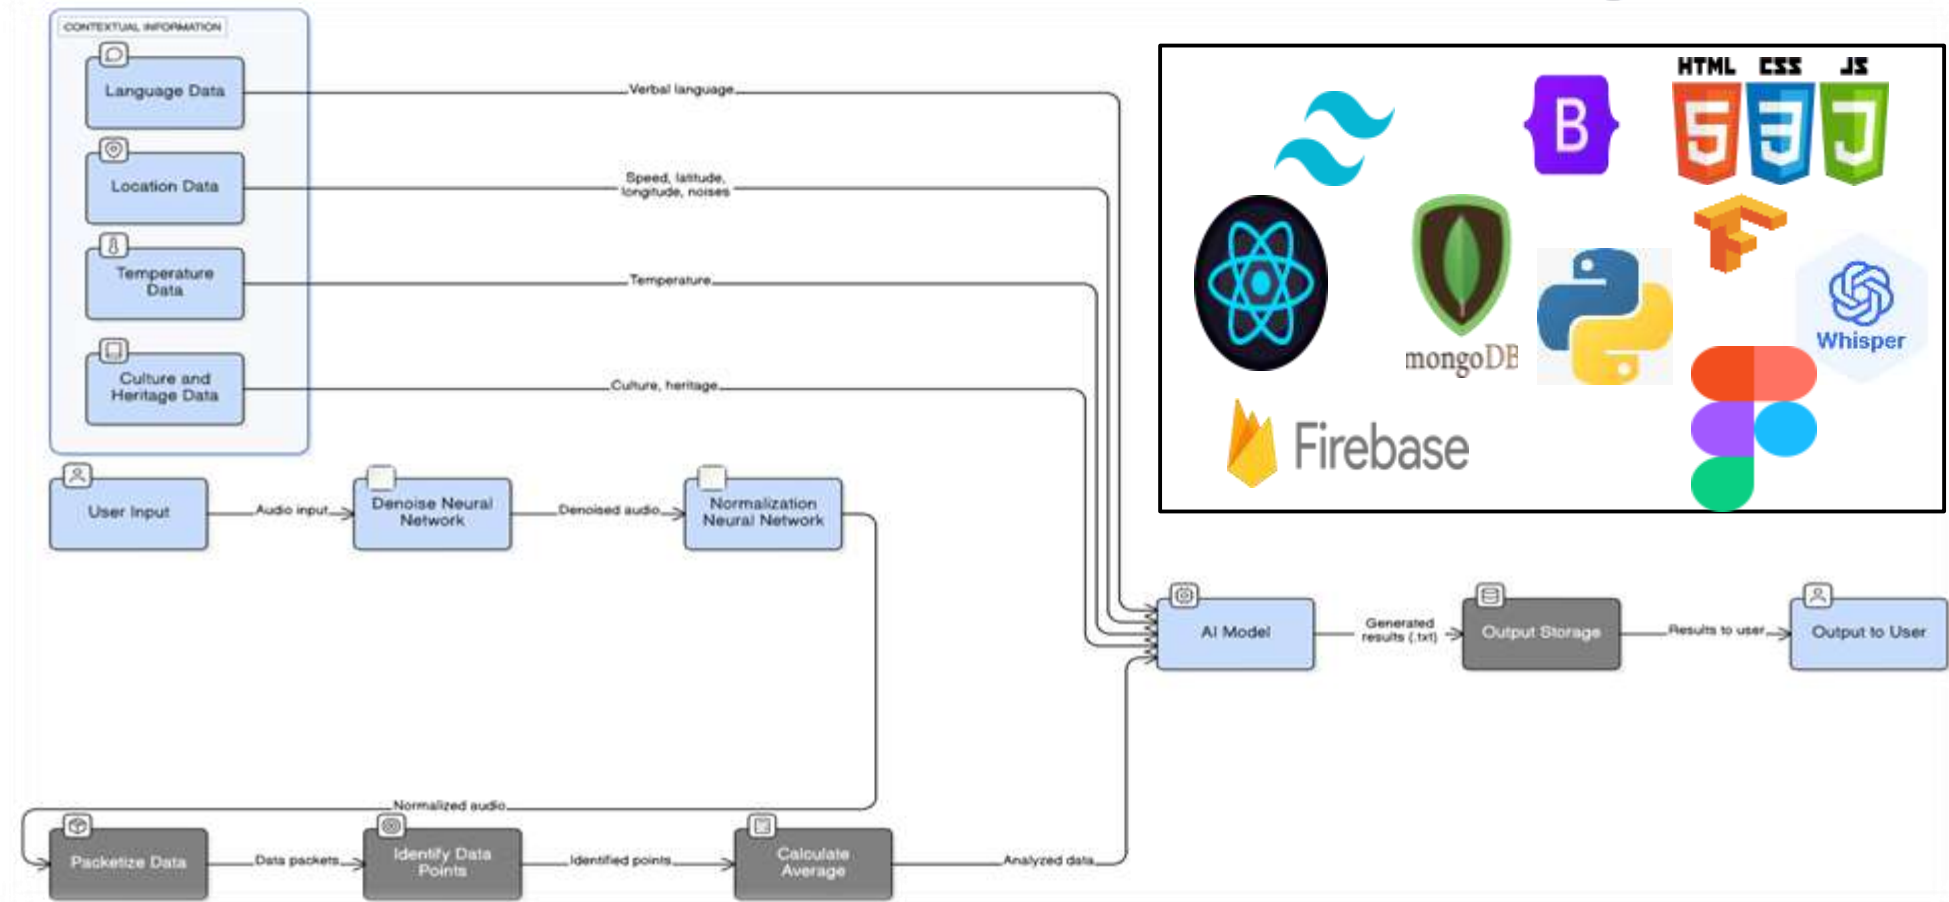 CONTEXTUAL INFORMATION
Language Data
Verbal language
Location Data
Speed, latitude,
longitude, noises
Temperature
Data
Temperature
Culture and
Heritage Data
Culture, heritage
HTML CSS JS
5 3 J
B
mongoDB
Whisper
Firebase
User Input
Audio input
Denoise Neural
Network
Denoised audio
Normalization
Neural Network
Normalized audio
Packetize Data
Data packets
Identify Data
Points
Identified points
Calculate
Average
Analyzed data
AI Model
Generated
results (.txt)
Output Storage
Results to user
Output to User